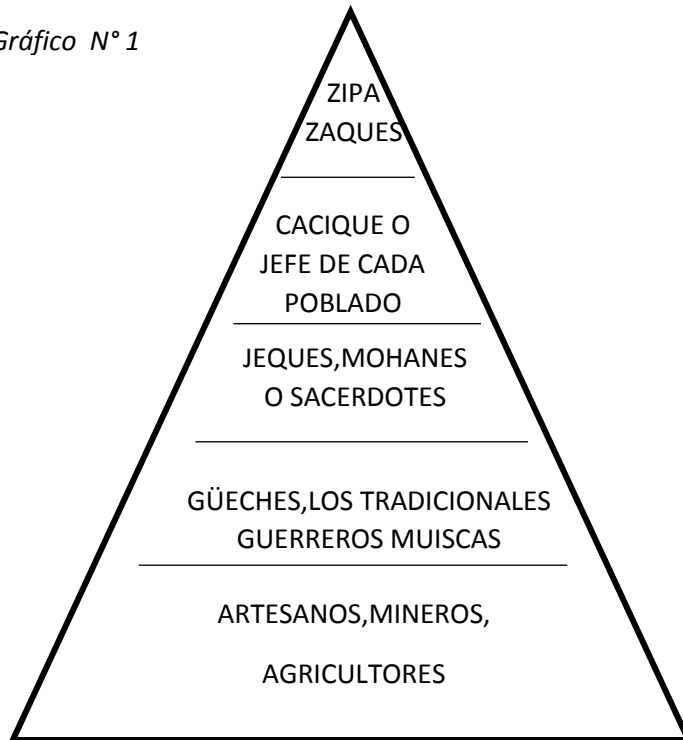 Gráfico N° 1
ZIPA
ZAQUES
CACIQUE O
JEFE DE CADA
POBLADO
JEQUES,MOHANES
O SACERDOTES
GÜECHES,LOS TRADICIONALES
GUERREROS MUISCAS
ARTESANOS,MINEROS,
AGRICULTORES